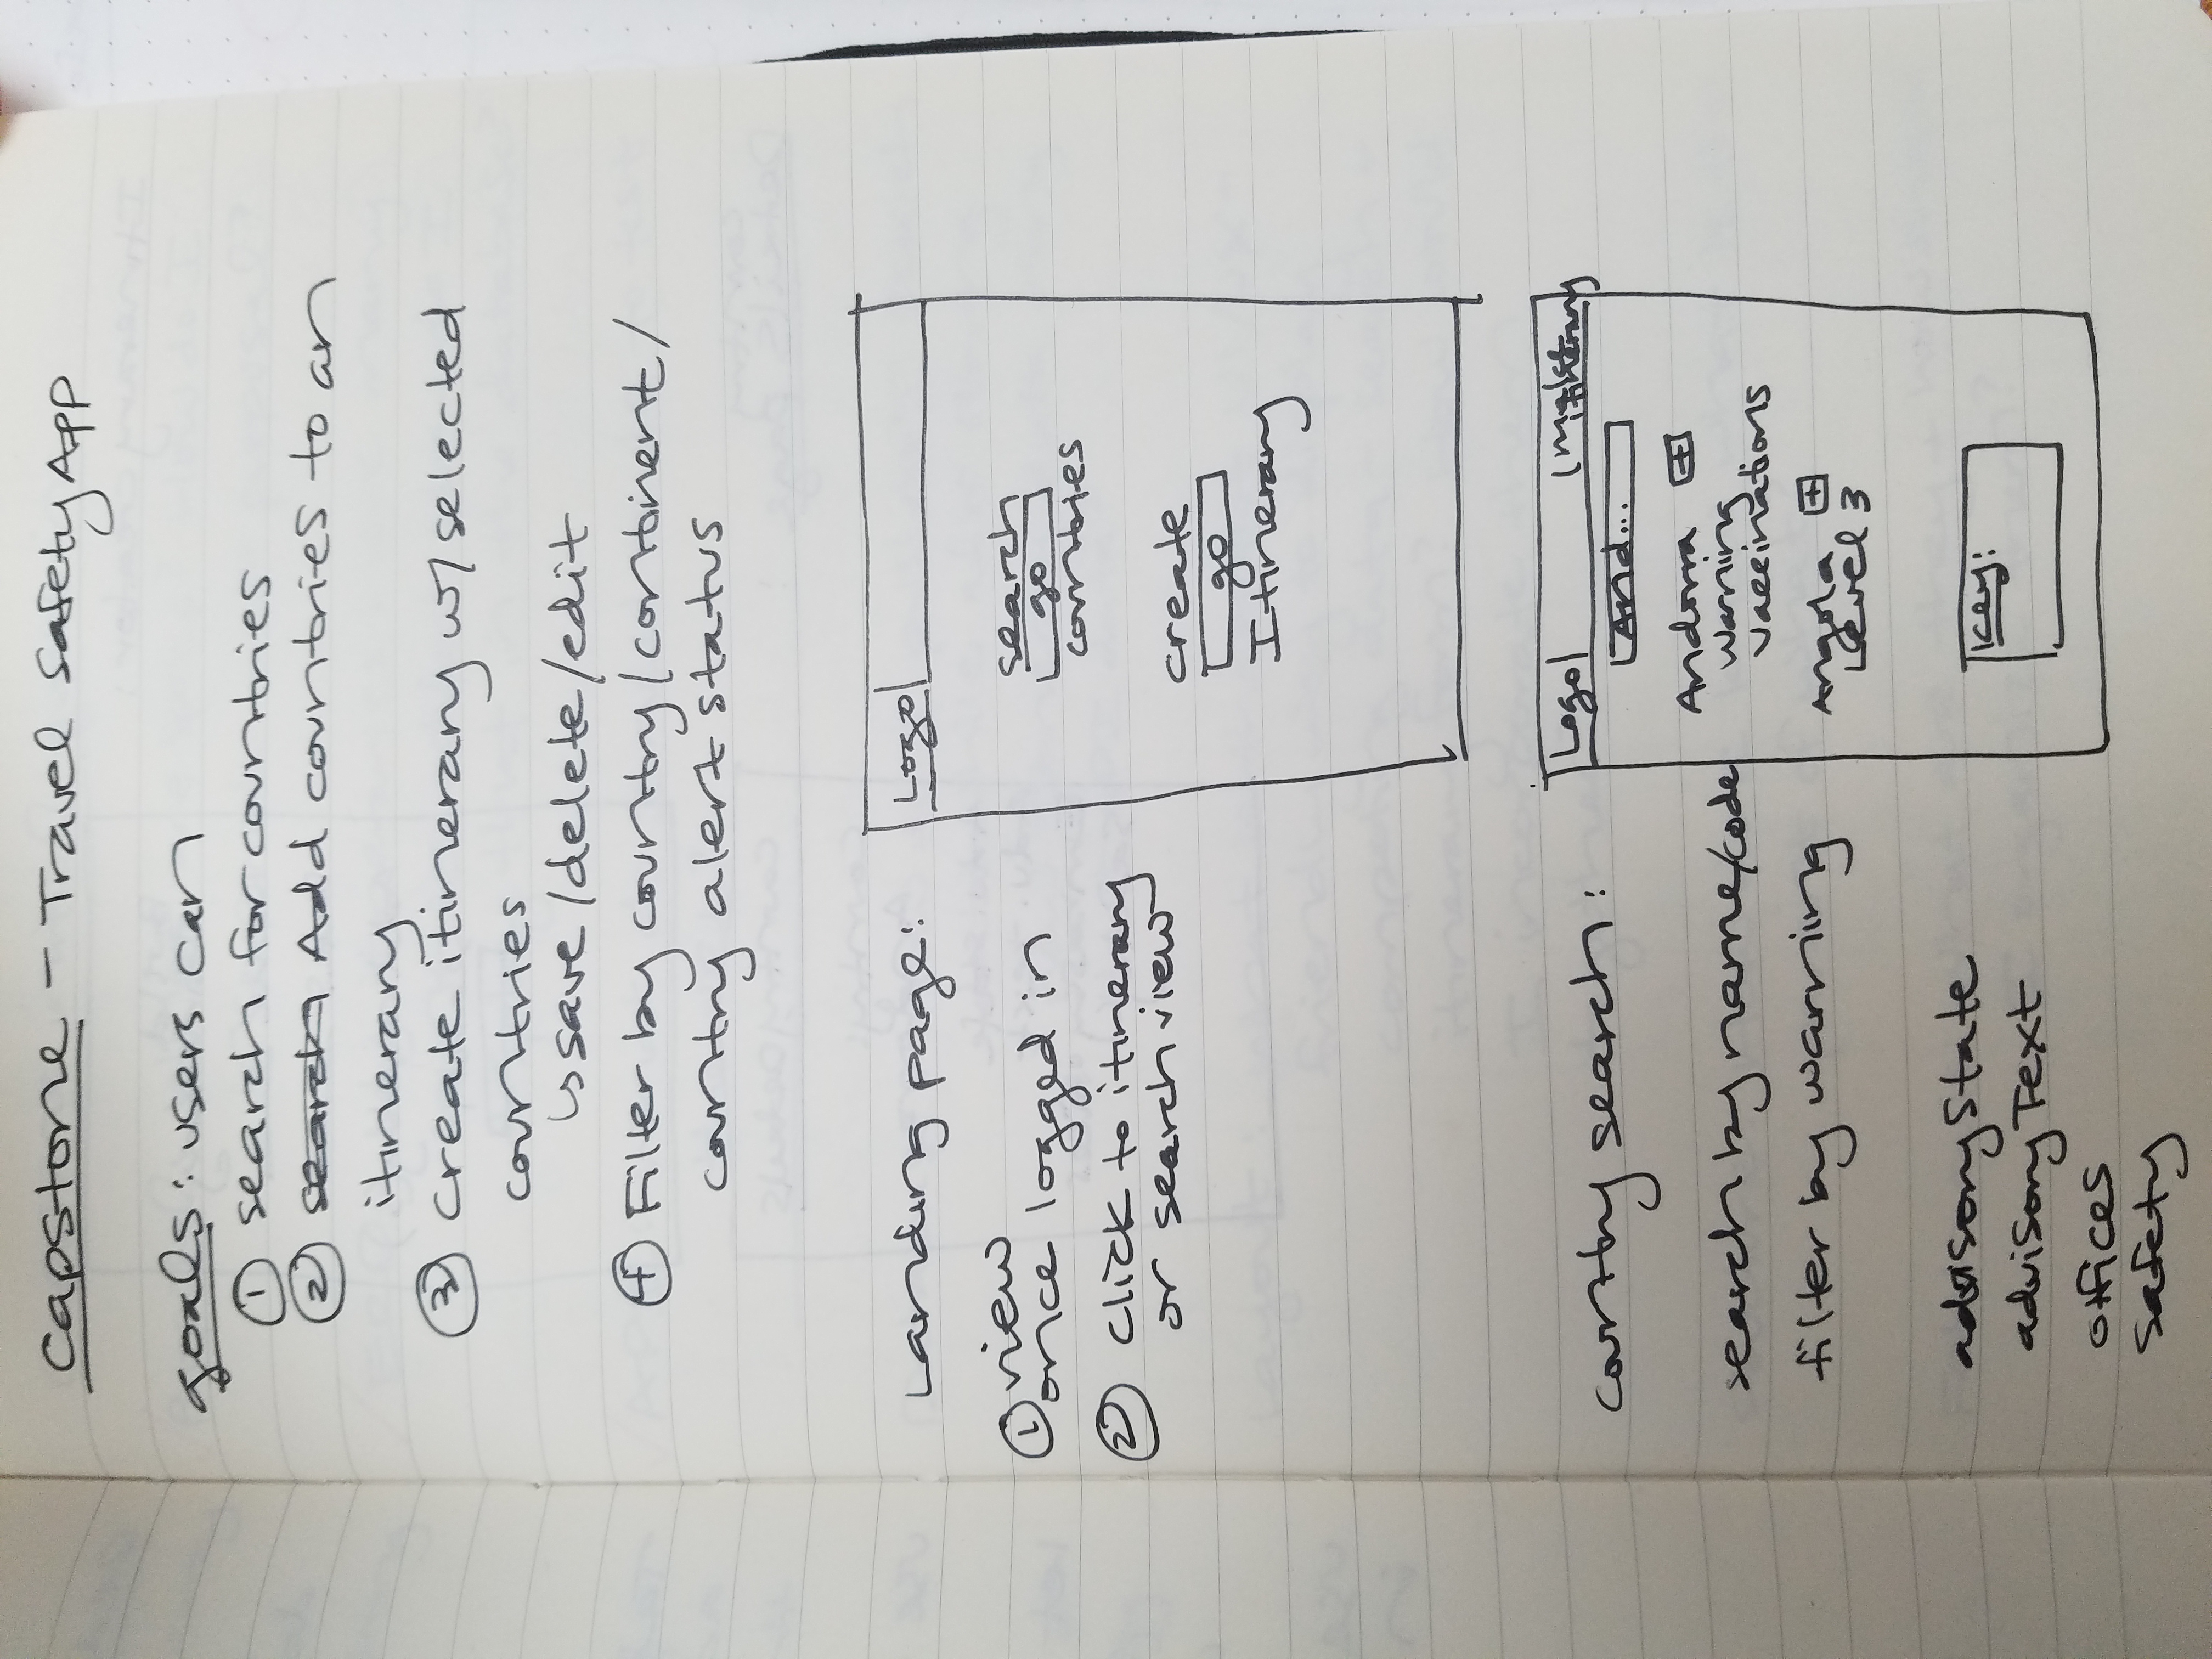 Capstone - Travel Safety App
goals: users can
① search for countries
② search Add countries to an
itinerary
③ create itinerary w/ selected
countries
↳ save/delete/edit
④ Filter by country/continent/
country alert status
Landing page:
① view
once logged in
② click to itinerary
or search view
Logo
search
go
countries
create
go
Itinerary
country search:
search by name/code
filter by warning
advisoryState
advisoryText
offices
safety
Logo
make
itinerary
And...
Andorra +
warning
vaccinations
Angola +
Level 3
Key: